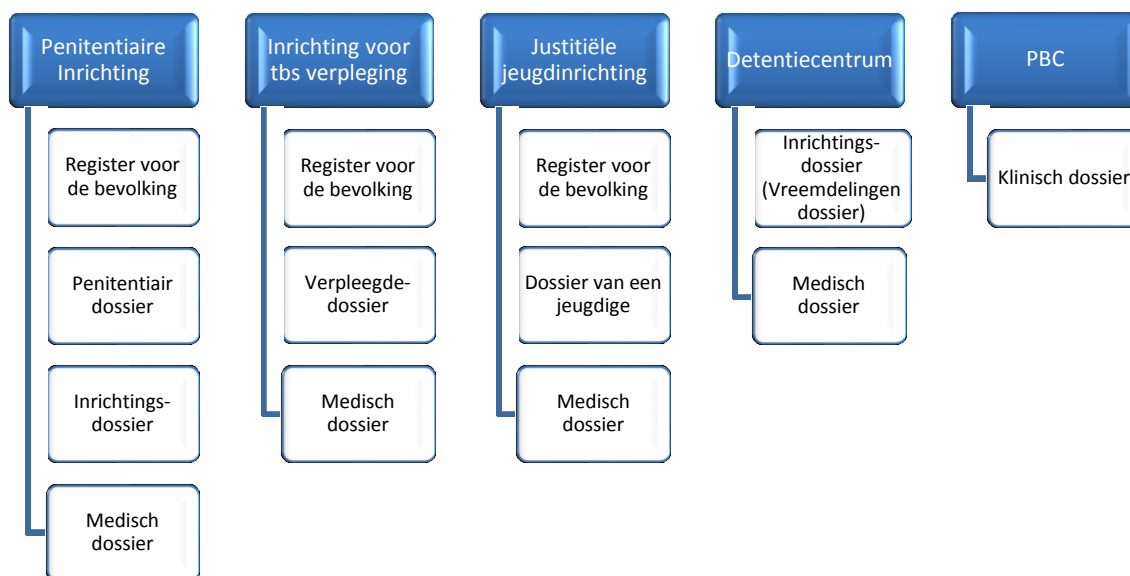 Penitentiaire
Inrichting
Register voor
de bevolking
Penitentiair
dossier
Inrichtings-
dossier
Medisch
dossier
Inrichting voor
tbs verpleging
Register voor
de bevolking
Verpleegde-
dossier
Medisch
dossier
Justitiële
jeugdinrichting
Register voor
de bevolking
Dossier van een
jeugdige
Medisch
dossier
Detentiecentrum
Inrichtings-
dossier
(Vreemdelingen
dossier)
Medisch
dossier
PBC
Klinisch dossier